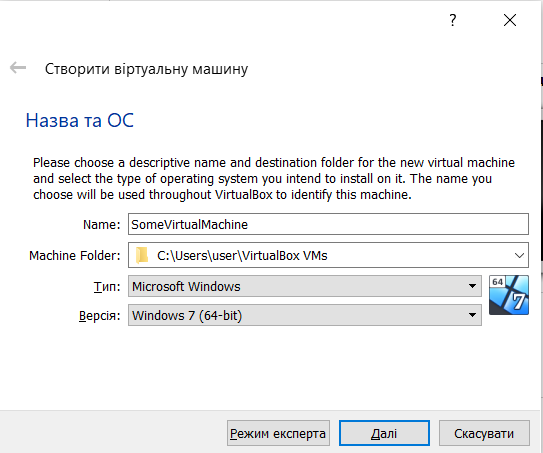 ?
Створити віртуальну машину
Назва та ОС
Please choose a descriptive name and destination folder for the new virtual machine
and select the type of operating system you intend to install on it. The name you
choose will be used throughout VirtualBox to identify this machine.
Name: SomeVirtualMachine
Machine Folder: C:\Users\user\VirtualBox VMs
Тип: Microsoft Windows
64
7
Версія: Windows 7 (64-bit)
Режим експерта Далі Скасувати